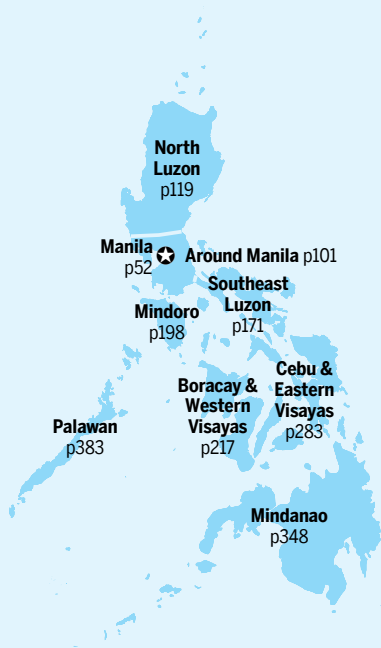 North
Luzon
p119
Manila
p52
Around Manila p101
Southeast
Luzon
p171
Mindoro
p198
Cebu &
Eastern
Visayas
p283
Boracay &
Western
Visayas
p217
Palawan
p383
Mindanao
p348